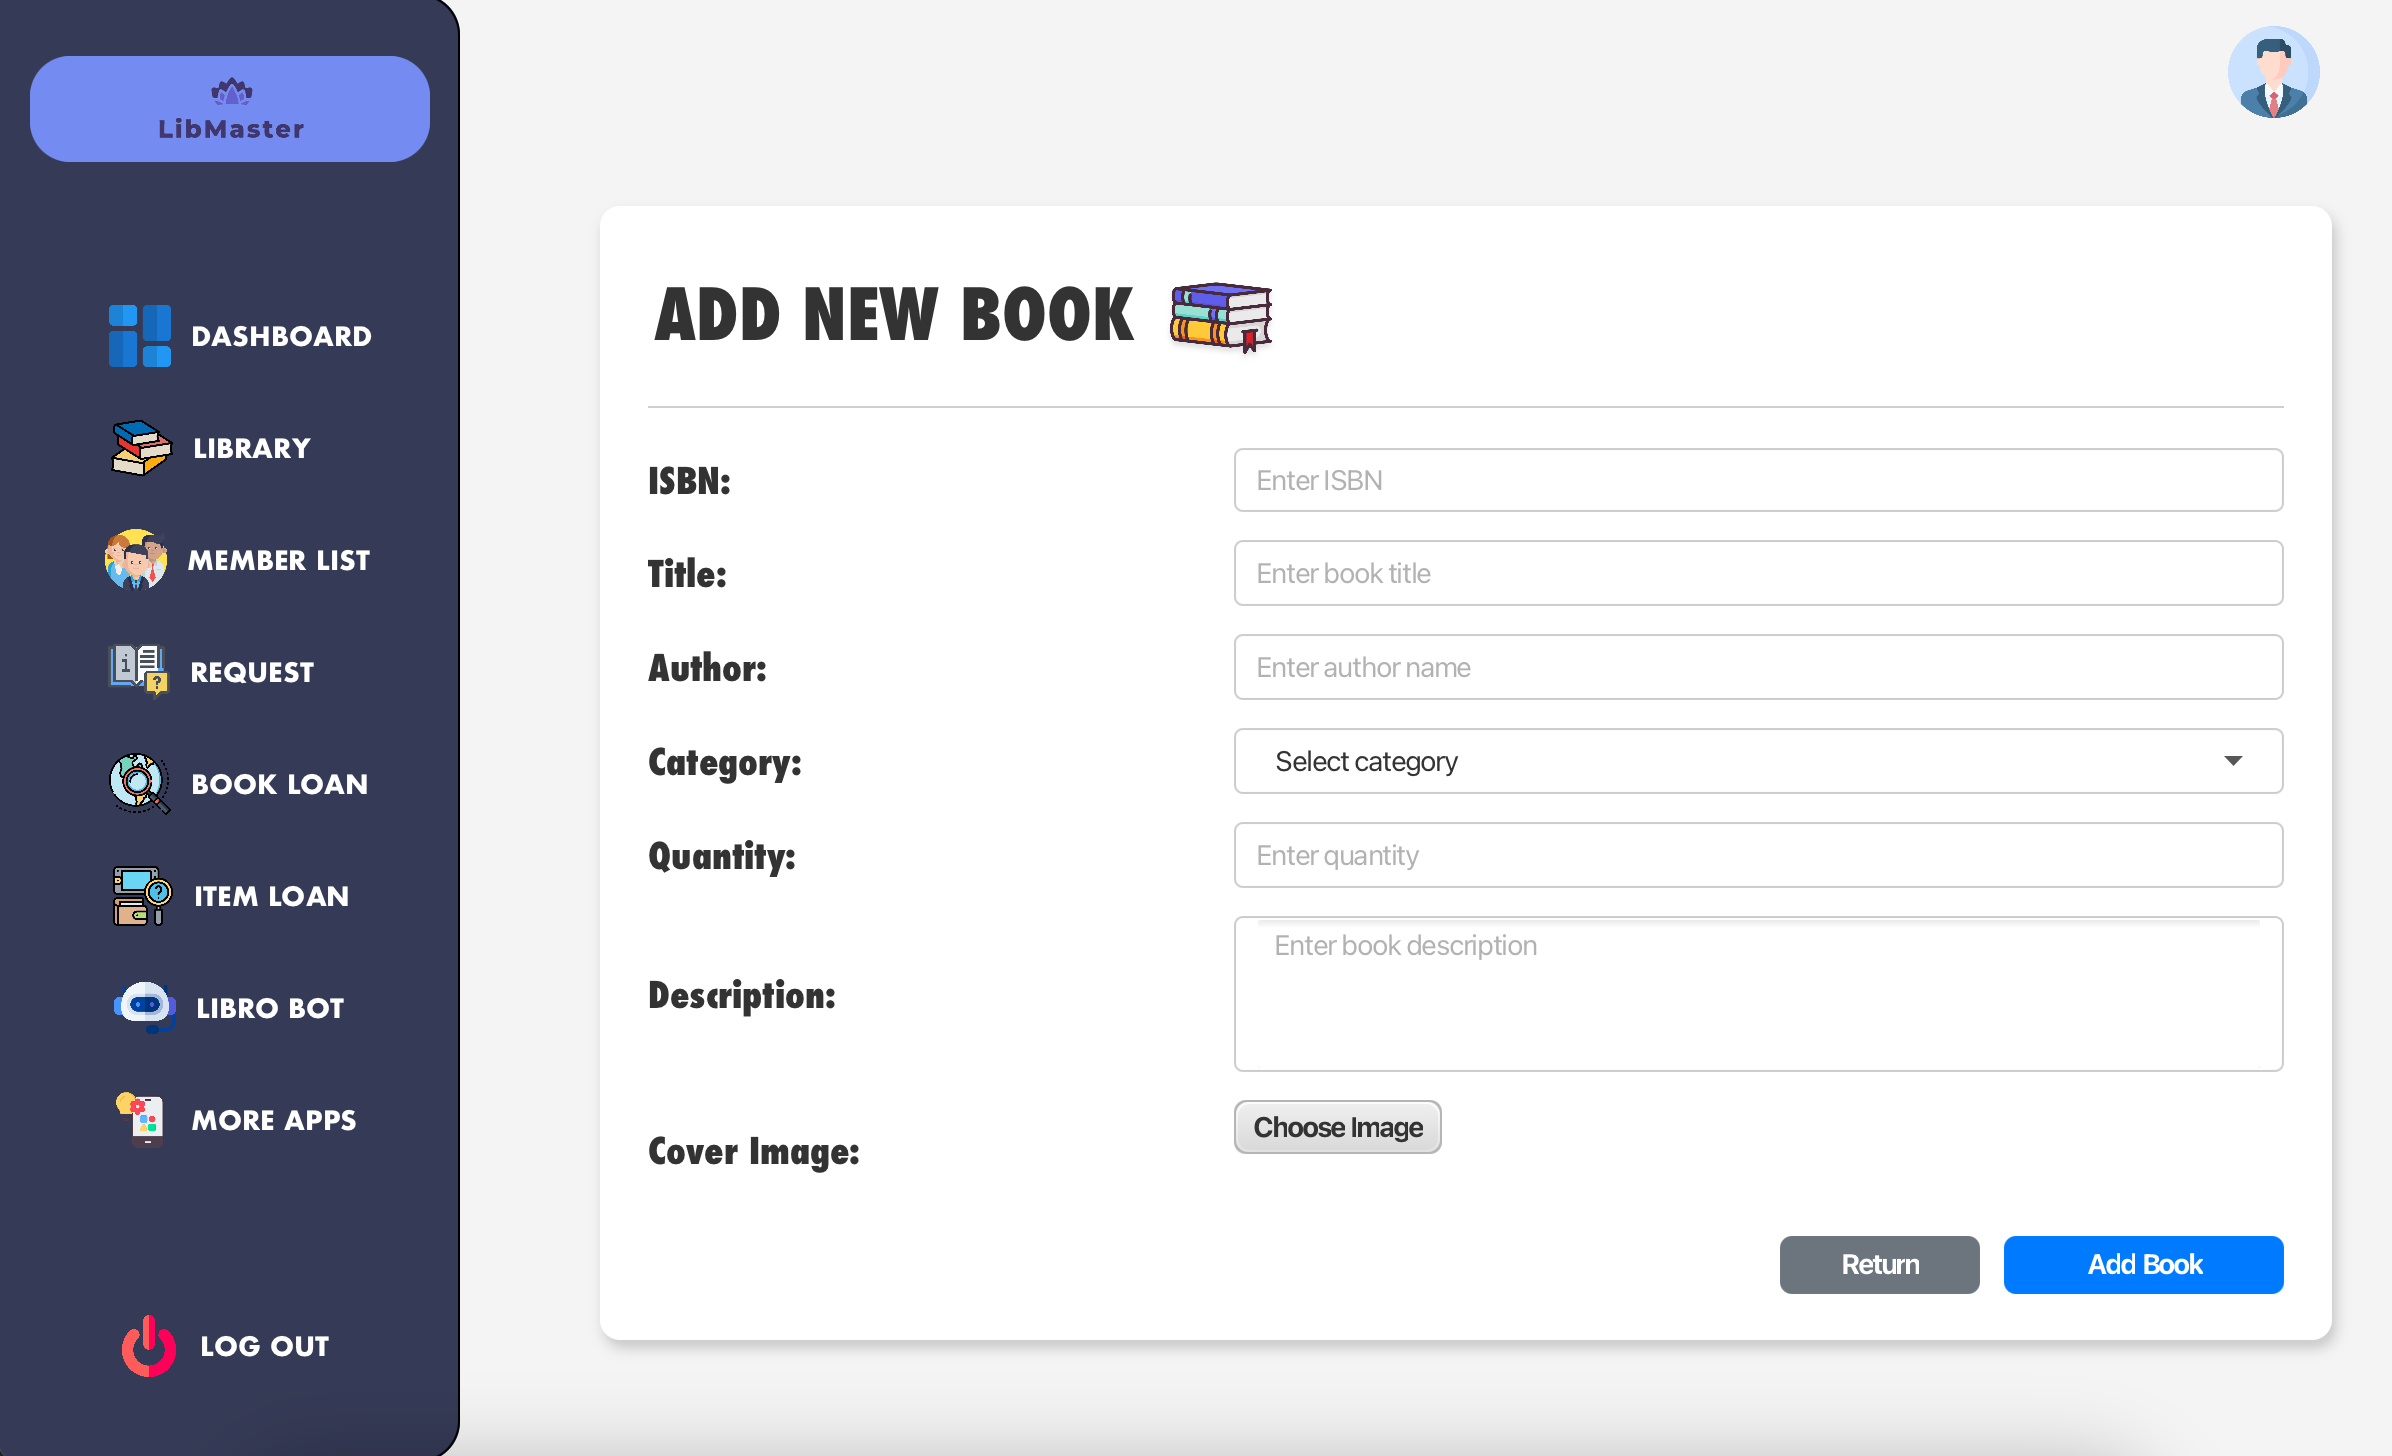 LibMaster
DASHBOARD
LIBRARY
MEMBER LIST
REQUEST
BOOK LOAN
ITEM LOAN
LIBRO BOT
MORE APPS
LOG OUT
ADD NEW BOOK
ISBN:
Enter ISBN
Title:
Enter book title
Author:
Enter author name
Category:
Select category
Quantity:
Enter quantity
Description:
Enter book description
Cover Image:
Choose Image
Return
Add Book